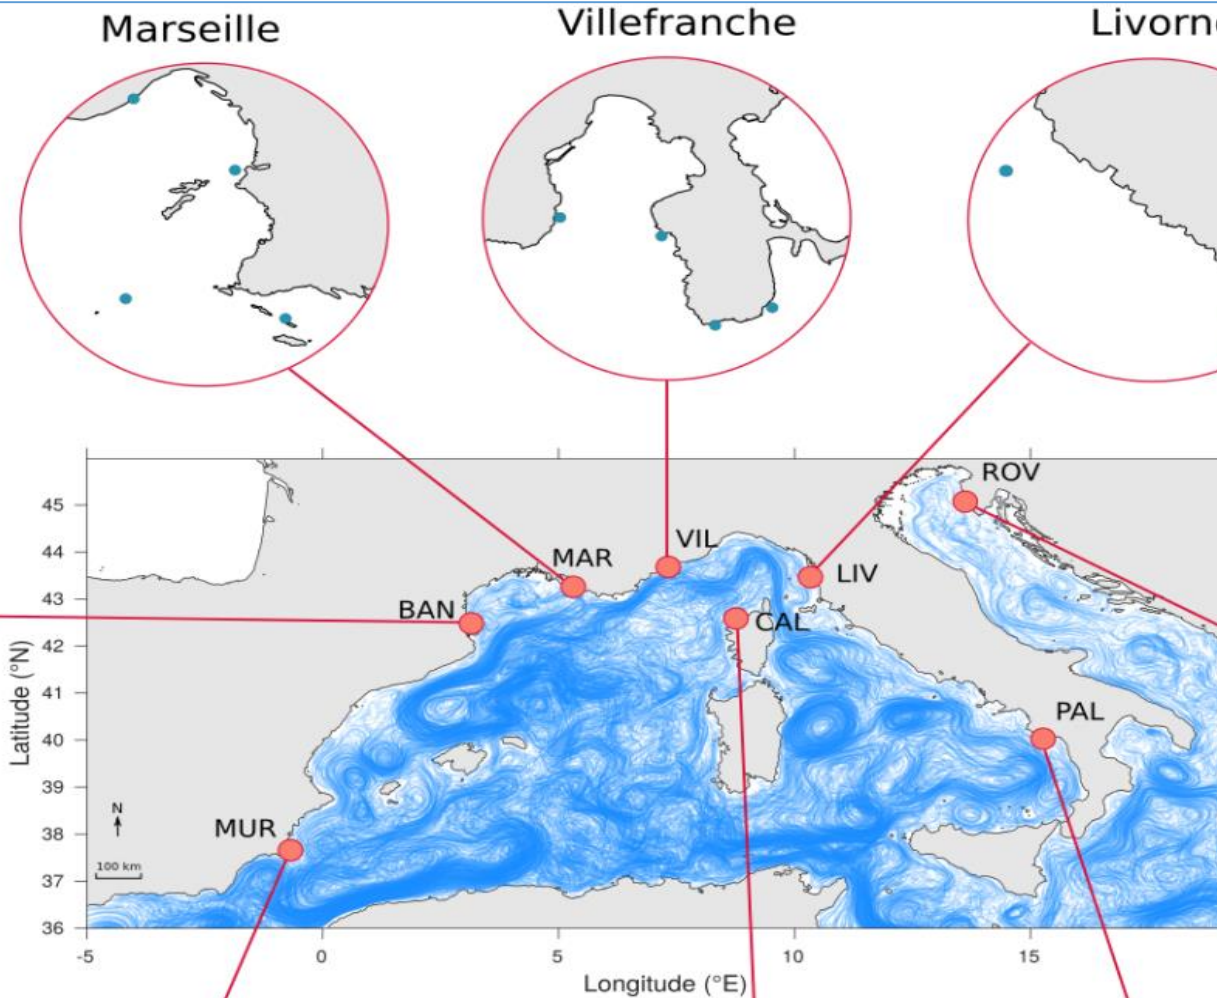 Marseille
Villefranche
Livorn
ROV
VIL
MAR
LIV
BAN
CAL
PAL
MUR
N
100 km
45
44
43
42
41
40
39
38
37
36
Latitude (°N)
-5
0
5
10
15
Longitude (°E)